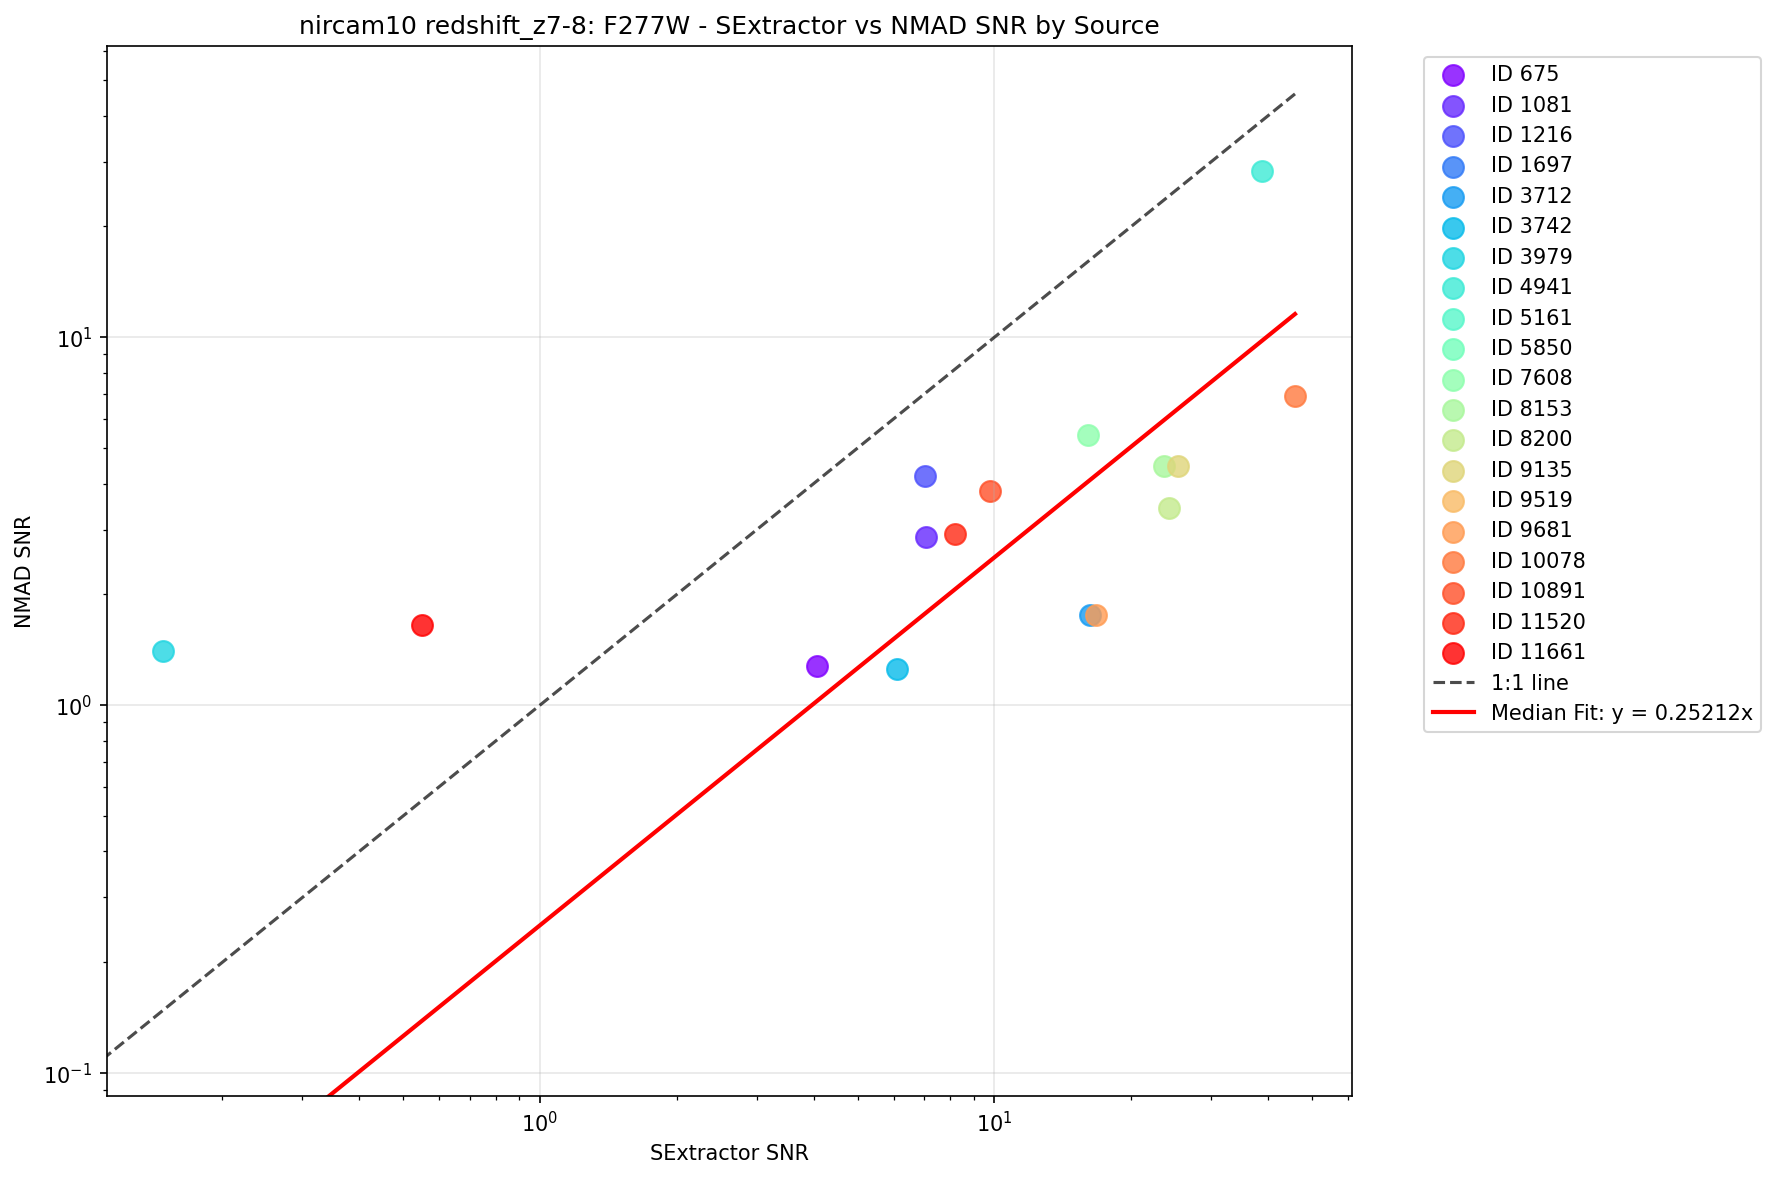 nircam10 redshift_z7-8: F277W - SExtractor vs NMAD SNR by Source
NMAD SNR
10¹
10⁰
10⁻¹
10⁰
10¹
SExtractor SNR
ID 675
ID 1081
ID 1216
ID 1697
ID 3712
ID 3742
ID 3979
ID 4941
ID 5161
ID 5850
ID 7608
ID 8153
ID 8200
ID 9135
ID 9519
ID 9681
ID 10078
ID 10891
ID 11520
ID 11661
1:1 line
Median Fit: y = 0.25212x